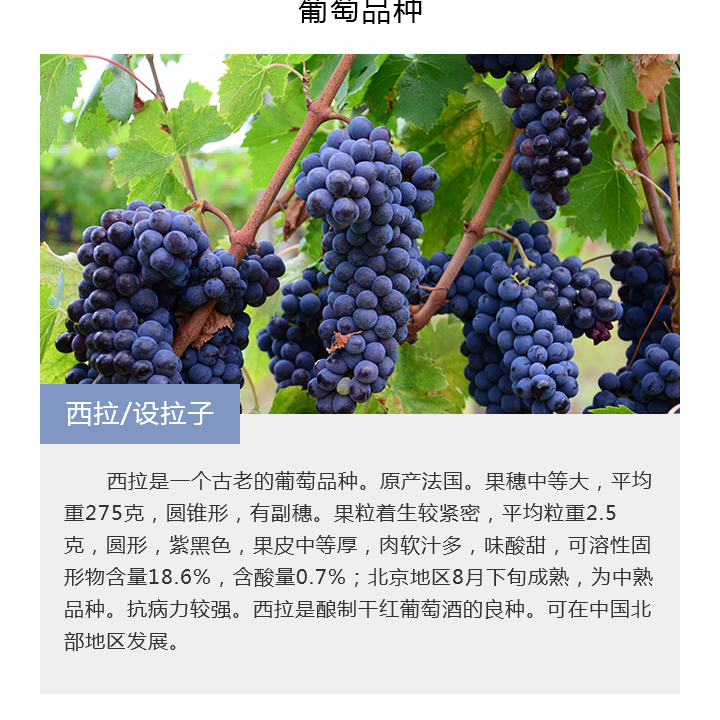 葡萄品种
西拉/设拉子
西拉是一个古老的葡萄品种。原产法国。果穗中等大，平均
重275克，圆锥形，有副穗。果粒着生较紧密，平均粒重2.5
克，圆形，紫黑色，果皮中等厚，肉软汁多，味酸甜，可溶性固
形物含量18.6%，含酸量0.7%；北京地区8月下旬成熟，为中熟
品种。抗病力较强。西拉是酿制干红葡萄酒的良种。可在中国北
部地区发展。